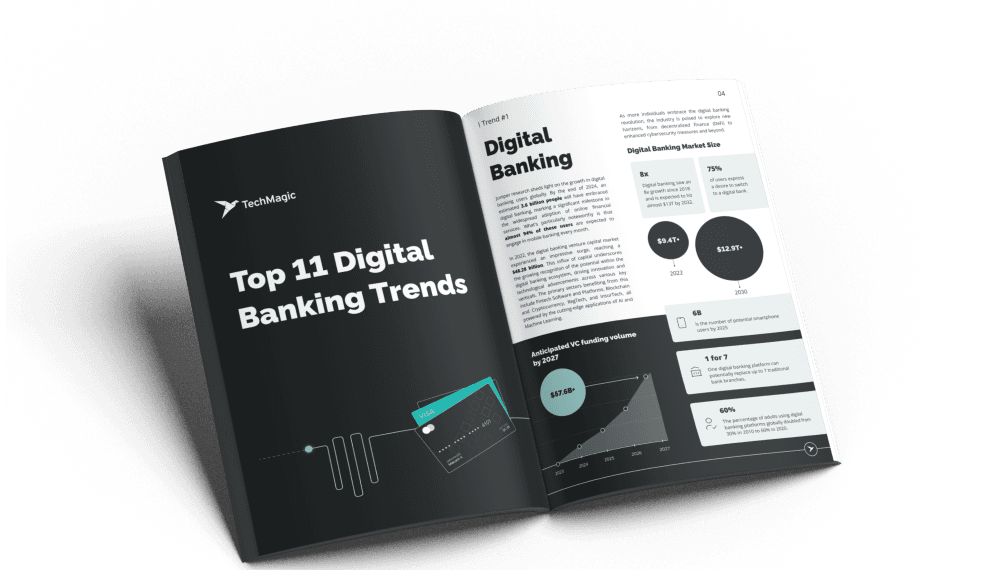 TechMagic
Top 11 Digital
Banking Trends
VISA
| Trend #1
Digital
Banking
Juniper research sheds light on the growth in digital
banking users globally. By the end of 2024, an
estimated 3.6 billion people will have embraced
digital banking, marking a significant milestone in
the widespread adoption of online financial
services. What's particularly noteworthy is that
almost 94% of these users are expected to
engage in mobile banking every month.
In 2022, the digital banking venture capital market
experienced an impressive surge, reaching a
$48.28 billion. This influx of capital underscores
the growing recognition of the potential within the
digital banking ecosystem, driving innovation and
technological advancements across various key
verticals. The primary sectors benefiting from this
include Fintech Software and Platforms, Blockchain
and Cryptocurrency, RegTech, and InsurTech, all
powered by the cutting-edge applications of AI and
Machine Learning.
04
As more individuals embrace the digital banking
revolution, the industry is poised to explore new
horizons, from decentralized finance (DeFi) to
enhanced cybersecurity measures and beyond.
Digital Banking Market Size
8x
Digital banking saw an
8x growth since 2018
and is expected to hit
almost $13T by 2032.
75%
of users express
a desire to switch
to a digital bank.
$9.4T+
2022
$12.9T+
2030
6B
Is the number of potential smartphone
users by 2025
1 for 7
One digital banking platform can
potentially replace up to 7 traditional
bank branches.
60%
The percentage of adults using digital
banking platforms globally doubled from
30% in 2010 to 60% in 2020.
Anticipated VC funding volume
by 2027
$57.6B+
2023
2024
2025
2026
2027